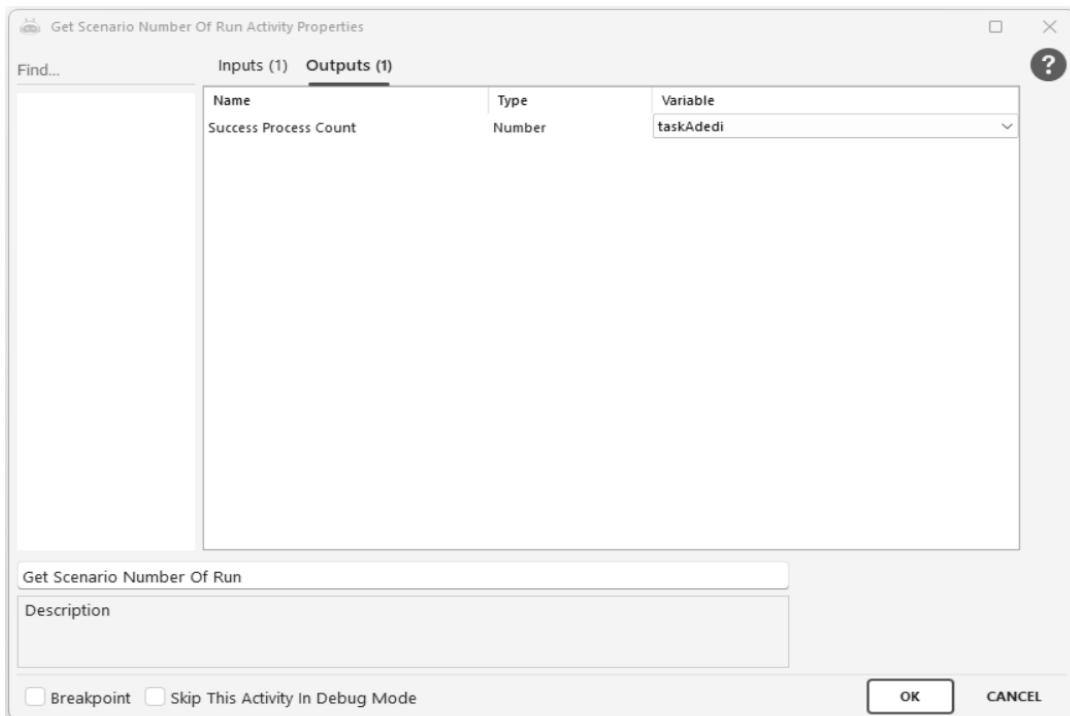 Get Scenario Number Of Run Activity Properties
Find...
Inputs (1) Outputs (1)
?
Name Type Variable
Success Process Count Number taskAdedi
Get Scenario Number Of Run
Description
Breakpoint Skip This Activity In Debug Mode OK CANCEL